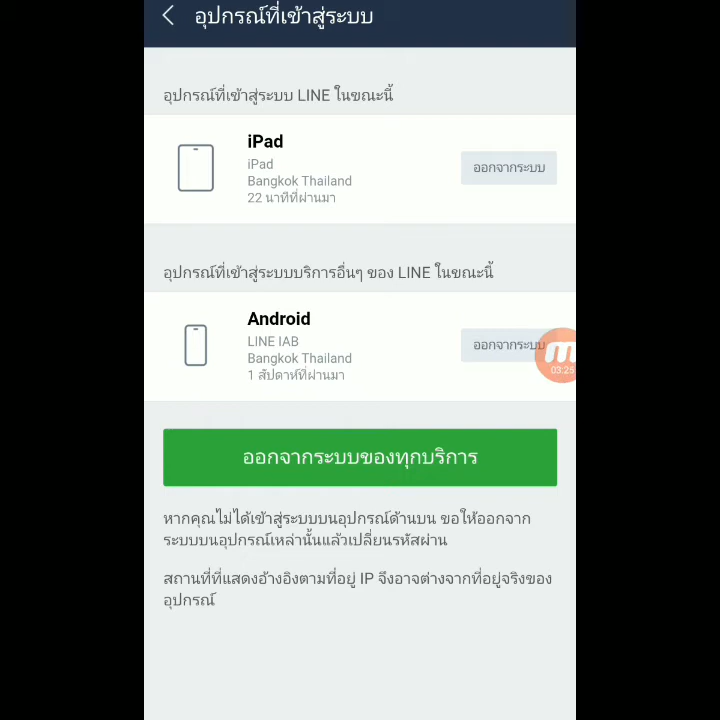 อุปกรณ์ที่เข้าสู่ระบบ
อุปกรณ์ที่เข้าสู่ระบบ LINE ในขณะนี้
iPad
iPad
Bangkok Thailand
22 นาทีที่ผ่านมา
ออกจากระบบ
อุปกรณ์ที่เข้าสู่ระบบบริการอื่นๆ ของ LINE ในขณะนี้
Android
LINE IAB
Bangkok Thailand
1 สัปดาห์ที่ผ่านมา
ออกจากระบบ
03:25
ออกจากระบบของทุกบริการ
หากคุณไม่ได้เข้าสู่ระบบบนอุปกรณ์ด้านบน ขอให้ออกจาก
ระบบบนอุปกรณ์เหล่านั้นแล้วเปลี่ยนรหัสผ่าน
สถานที่ที่แสดงอ้างอิงตามที่อยู่ IP จึงอาจต่างจากที่อยู่จริงของ
อุปกรณ์